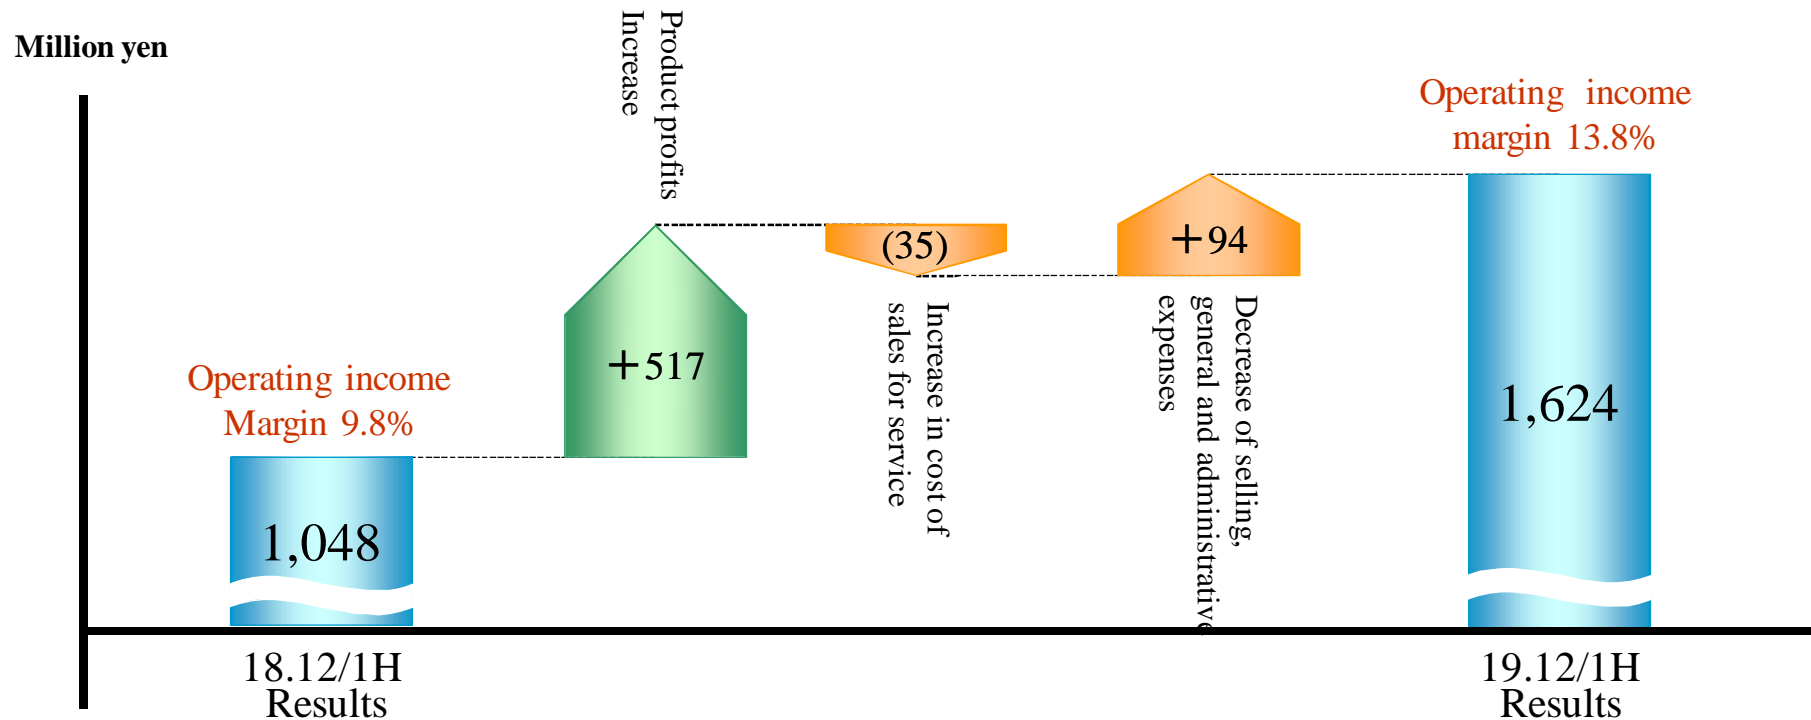 Million yen
Product profits
Increase
Operating income
margin 13.8%
(35)
+94
+517
Increase in cost of
sales for service
Decrease of selling,
general and administrative
expenses
Operating income
Margin 9.8%
1,624
1,048
18.12/1H
Results
19.12/1H
Results